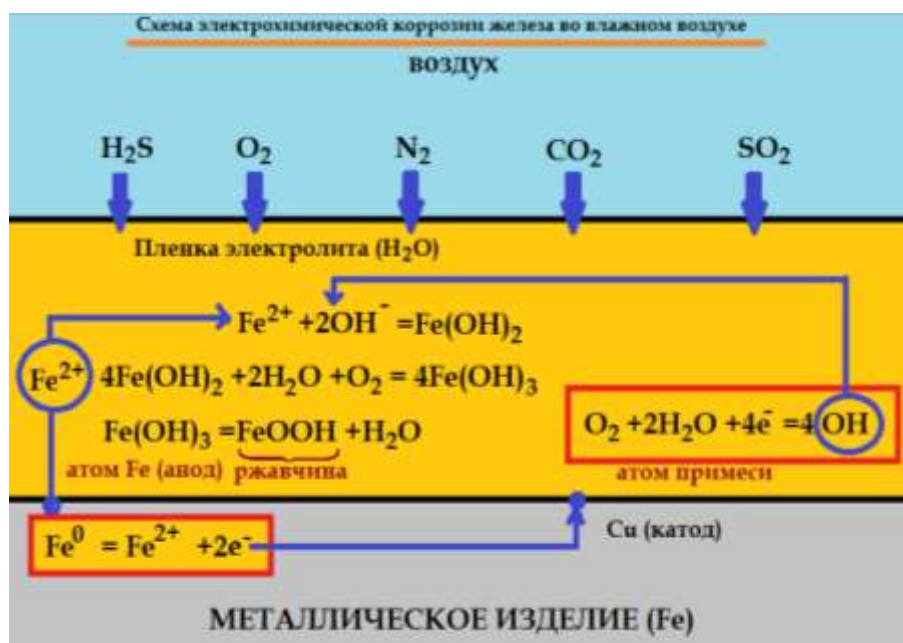 Схема электрохимической коррозии железа во влажном воздухе
воздух
H₂S O₂ N₂ CO₂ SO₂
Пленка электролита (H₂O)
Fe²⁺ +2OH⁻ =Fe(OH)₂
Fe²⁺ 4Fe(OH)₂ +2H₂O +O₂ = 4Fe(OH)₃
Fe(OH)₃ =FeOOH +H₂O
O₂ +2H₂O +4e⁻ =4 OH
атом Fe (анод) ржавчина атом примеси
Fe⁰ = Fe²⁺ +2e⁻
Cu (катод)
МЕТАЛЛИЧЕСКОЕ ИЗДЕЛИЕ (Fe)